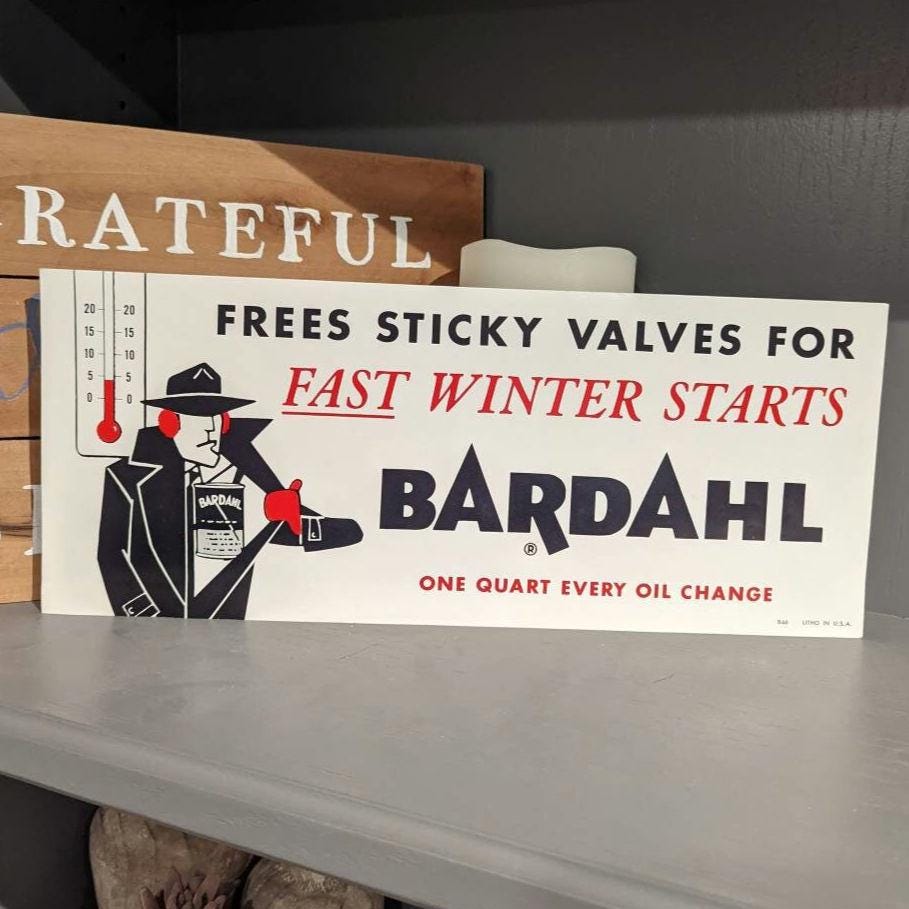 RATEFUL
20 20
15 15
10 10
5 5
0 0
FREES STICKY VALVES FOR
FAST WINTER STARTS
BARDAHL
BARDAHL
®
ONE QUART EVERY OIL CHANGE
LITHO IN U.S.A.